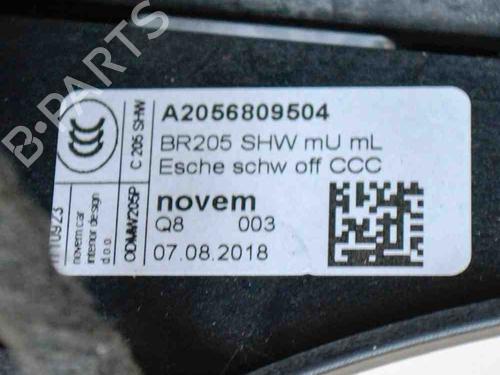 A2056809504
BR205 SHW mU mL
Esche schw off CCC
novem
Q8 003
07.08.2018
C 205 SHW
ODMW205P
novem car
interior design
d.o.o.
B-PARTS